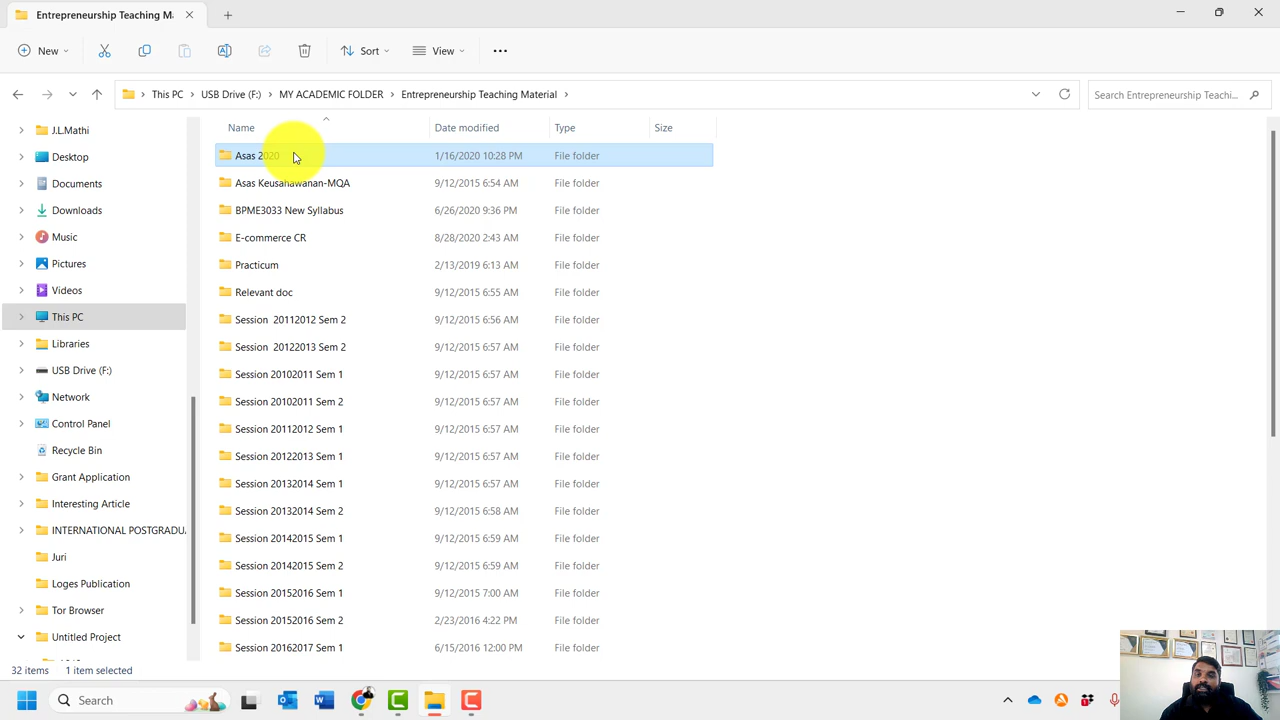 Entrepreneurship Teaching Ma
New Sort View
This PC USB Drive (F:) MY ACADEMIC FOLDER Entrepreneurship Teaching Material Search Entrepreneurship Teachi...
Name Date modified Type Size
J.L.Mathi
Desktop
Documents
Downloads
Music
Pictures
Videos
This PC
Libraries
USB Drive (F:)
Network
Control Panel
Recycle Bin
Grant Application
Interesting Article
INTERNATIONAL POSTGRADU
Juri
Loges Publication
Tor Browser
Untitled Project
Asas 2020 1/16/2020 10:28 PM File folder
Asas Keusahawanan-MQA 9/12/2015 6:54 AM File folder
BPME3033 New Syllabus 6/26/2020 9:36 PM File folder
E-commerce CR 8/28/2020 2:43 AM File folder
Practicum 2/13/2019 6:13 AM File folder
Relevant doc 9/12/2015 6:55 AM File folder
Session 20112012 Sem 2 9/12/2015 6:56 AM File folder
Session 20122013 Sem 2 9/12/2015 6:57 AM File folder
Session 20102011 Sem 1 9/12/2015 6:57 AM File folder
Session 20102011 Sem 2 9/12/2015 6:57 AM File folder
Session 20112012 Sem 1 9/12/2015 6:57 AM File folder
Session 20122013 Sem 1 9/12/2015 6:57 AM File folder
Session 20132014 Sem 1 9/12/2015 6:57 AM File folder
Session 20132014 Sem 2 9/12/2015 6:58 AM File folder
Session 20142015 Sem 1 9/12/2015 6:59 AM File folder
Session 20142015 Sem 2 9/12/2015 6:59 AM File folder
Session 20152016 Sem 1 9/12/2015 7:00 AM File folder
Session 20152016 Sem 2 2/23/2016 4:22 PM File folder
Session 20162017 Sem 1 6/15/2016 12:00 PM File folder
32 items 1 item selected
Search